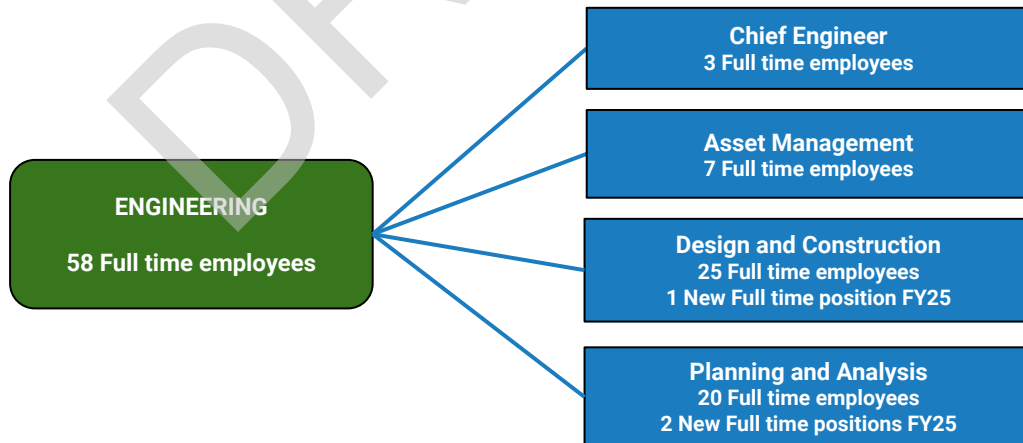 ENGINEERING
58 Full time employees
Chief Engineer
3 Full time employees
Asset Management
7 Full time employees
Design and Construction
25 Full time employees
1 New Full time position FY25
Planning and Analysis
20 Full time employees
2 New Full time positions FY25